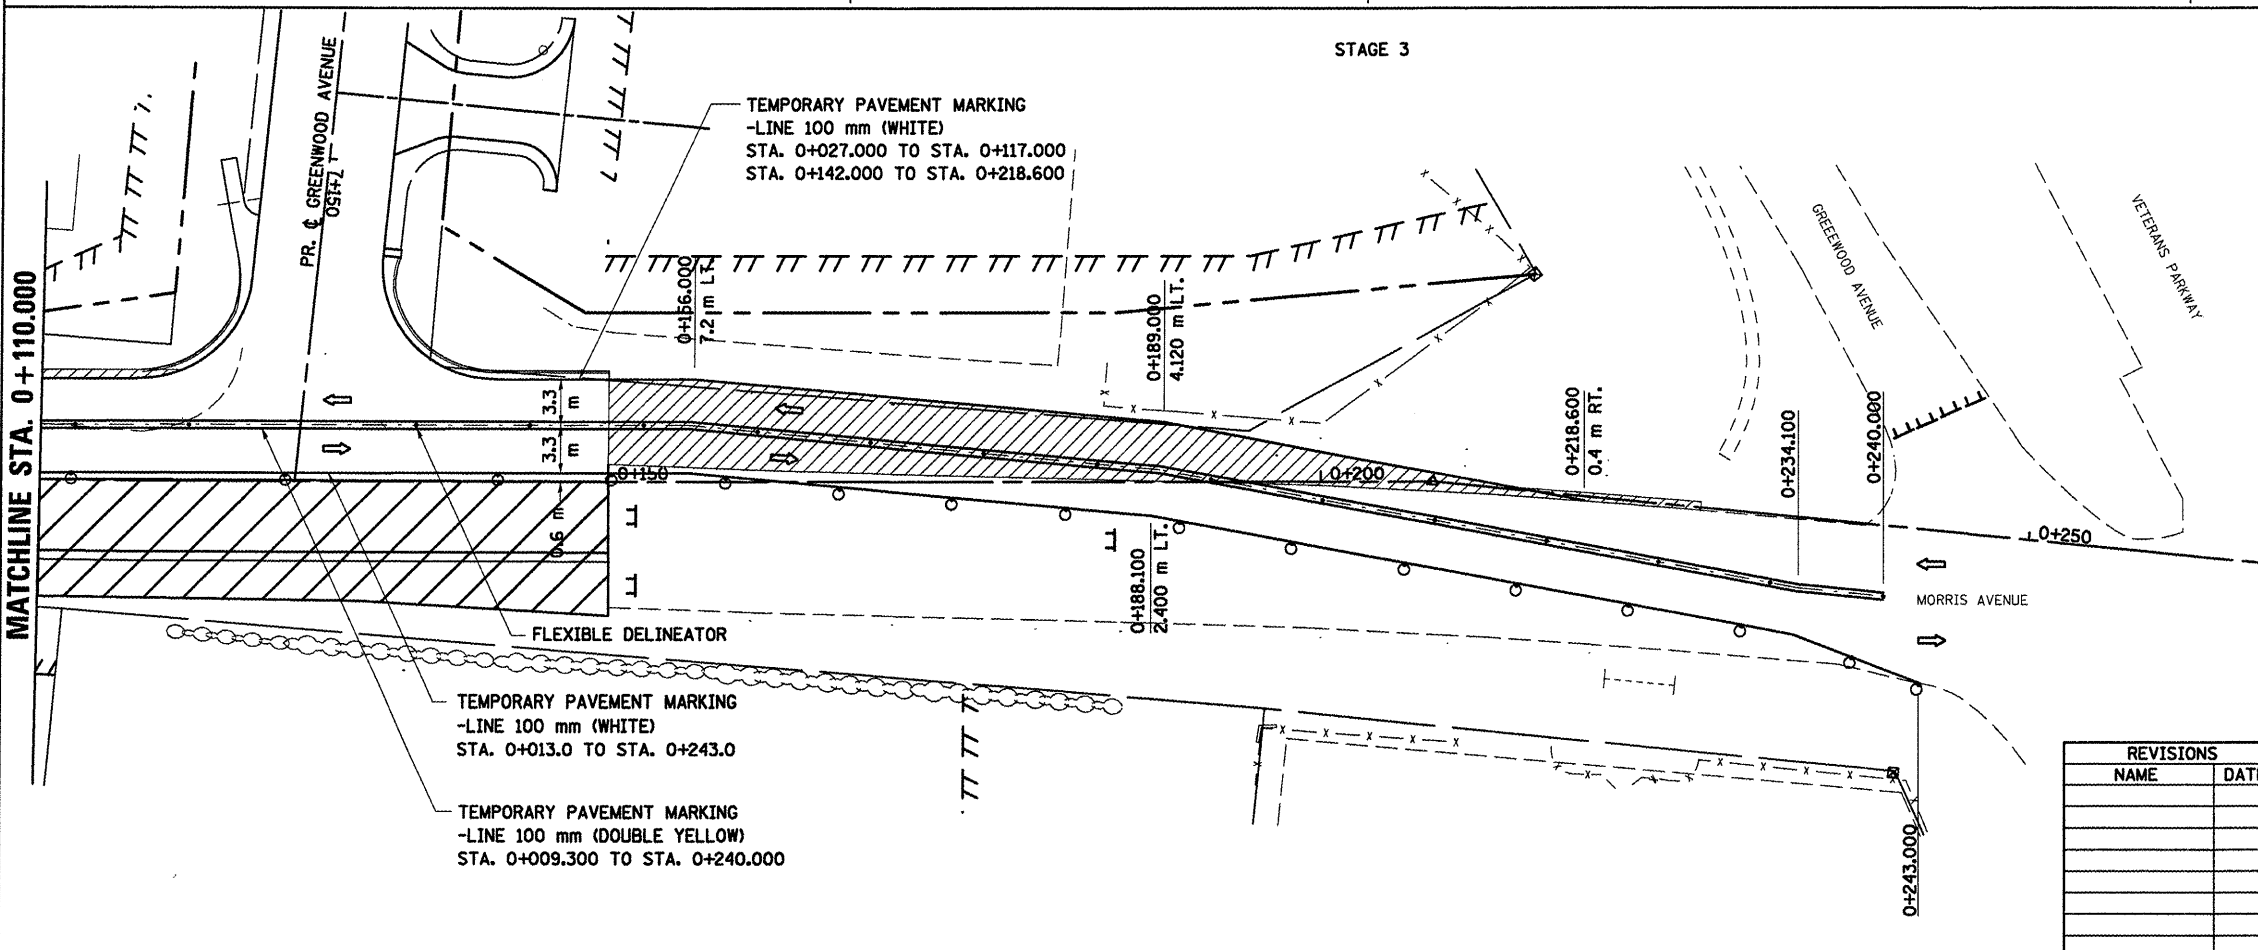 STAGE 3
TEMPORARY PAVEMENT MARKING
-LINE 100 mm (WHITE)
STA. 0+027.000 TO STA. 0+117.000
STA. 0+142.000 TO STA. 0+218.600
PR. ℄ GREENWOOD AVENUE
7+150
MATCHLINE STA. 0+110.000
0+156.000
7.2 m LT.
0+189.000
4.120 m LT.
0+218.600
0.4 m RT.
0+234.100
0+240.000
GREEEWOOD AVENUE
VETERANS PARKWAY
3.3 m
3.3 m
0.6 m
0+150
0+200
0+250
0+188.100
2.400 m LT.
MORRIS AVENUE
FLEXIBLE DELINEATOR
TEMPORARY PAVEMENT MARKING
-LINE 100 mm (WHITE)
STA. 0+013.0 TO STA. 0+243.0
TEMPORARY PAVEMENT MARKING
-LINE 100 mm (DOUBLE YELLOW)
STA. 0+009.300 TO STA. 0+240.000
0+243.000
REVISIONS
NAME DATE